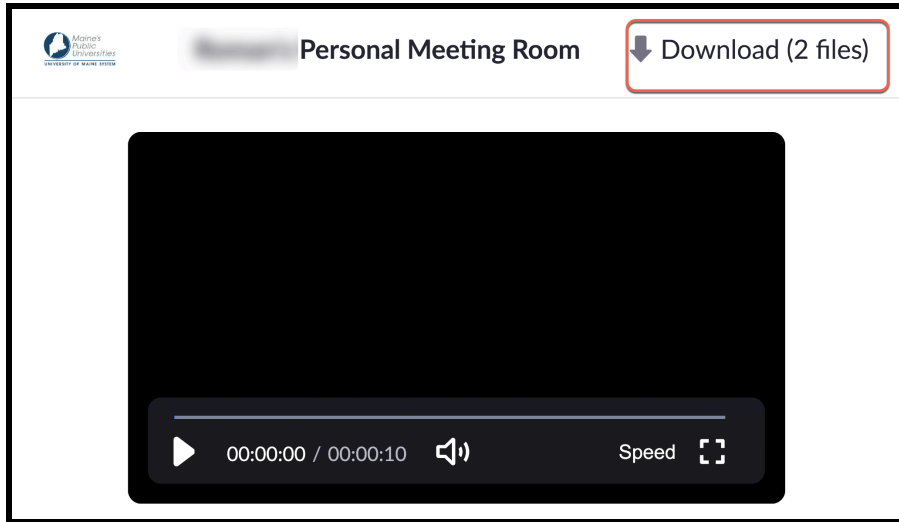 Maine's
Public
Universities
UNIVERSITY OF MAINE SYSTEM
Personal Meeting Room
Download (2 files)
00:00:00 / 00:00:10
Speed